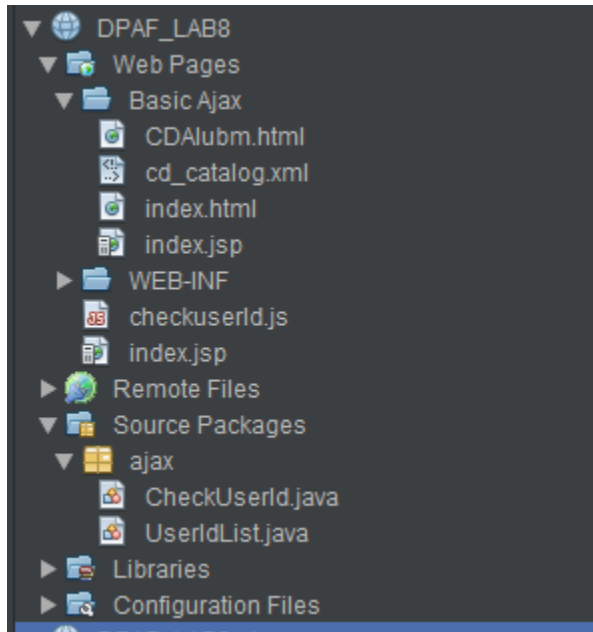 DPAF_LAB8
Web Pages
Basic Ajax
CDAlubm.html
cd_catalog.xml
index.html
index.jsp
WEB-INF
checkuserId.js
index.jsp
Remote Files
Source Packages
ajax
CheckUserId.java
UserIdList.java
Libraries
Configuration Files